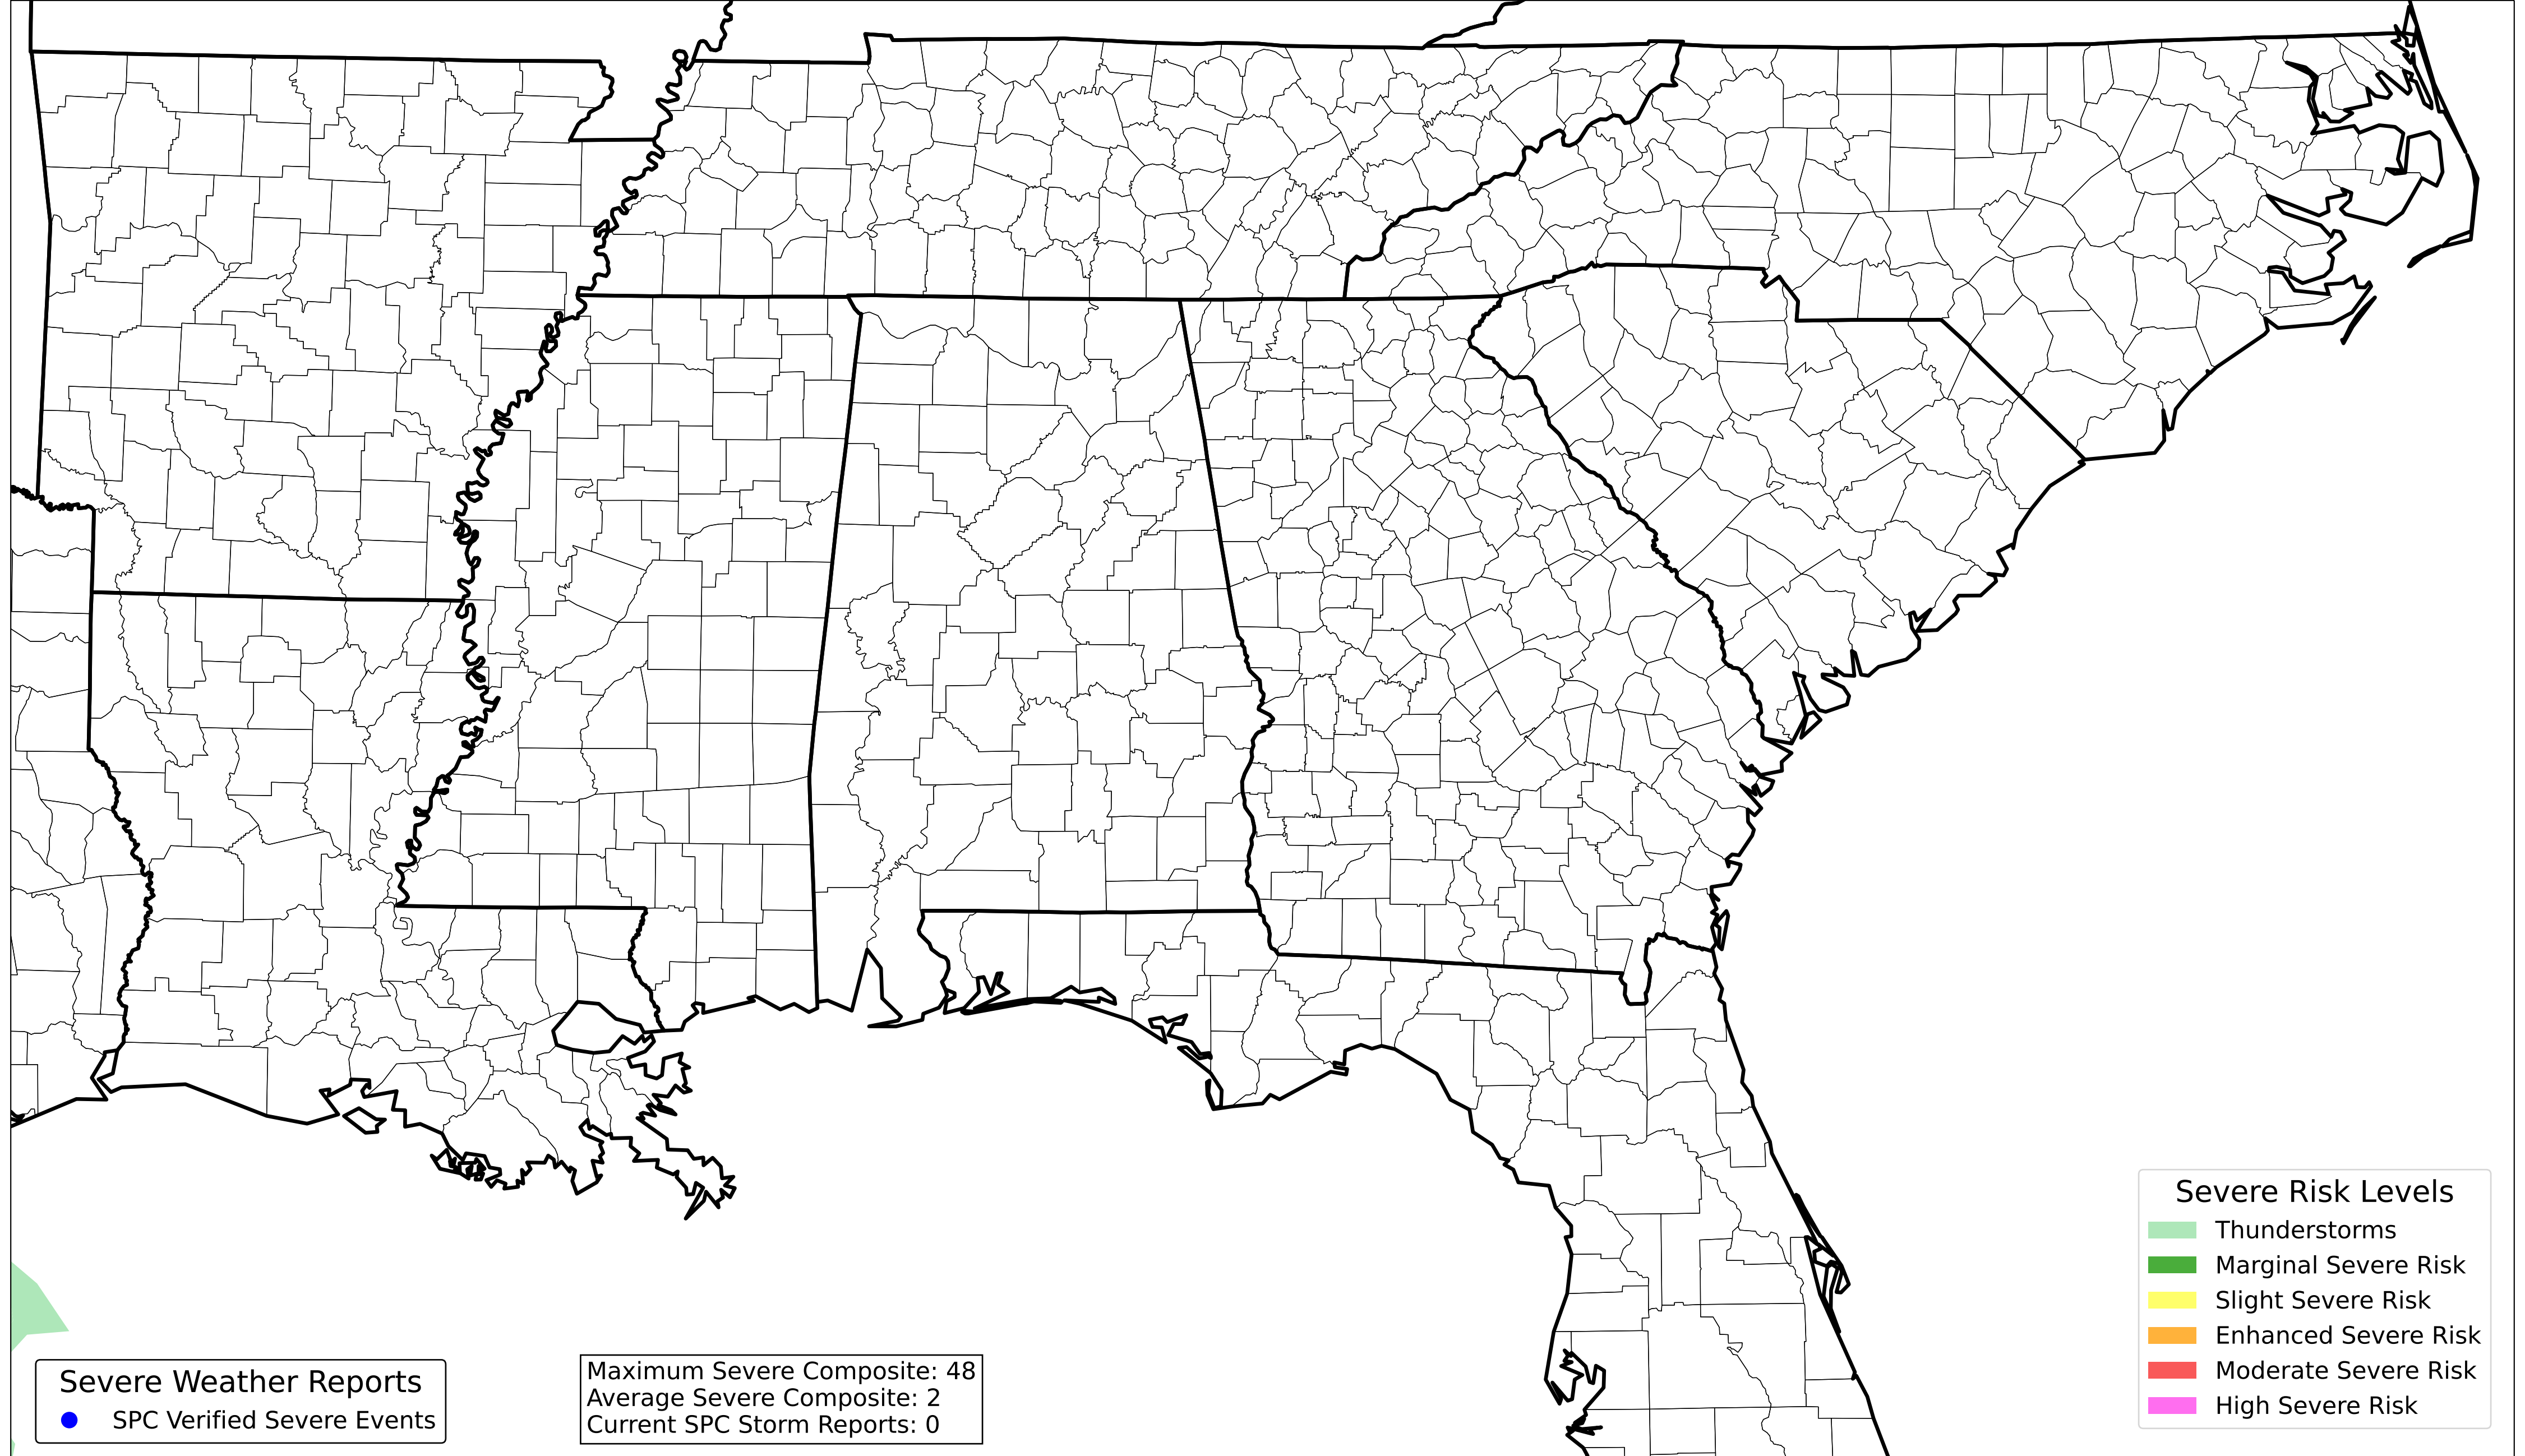 Severe Risk Levels
Thunderstorms
Marginal Severe Risk
Slight Severe Risk
Enhanced Severe Risk
Moderate Severe Risk
High Severe Risk
Severe Weather Reports
SPC Verified Severe Events
Maximum Severe Composite: 48
Average Severe Composite: 2
Current SPC Storm Reports: 0